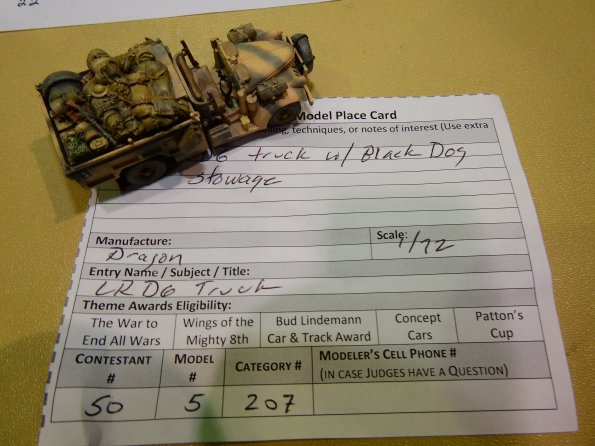 22
Model Place Card
ling, techniques, or notes of interest (Use extra
DG truck w/ Black Dog
Stowage
Manufacture:
Scale:
Dragon
1/72
Entry Name / Subject / Title:
LRDG Truck
Theme Awards Eligibility:
The War to End All Wars
Wings of the Mighty 8th
Bud Lindemann Car & Track Award
Concept Cars
Patton's Cup
CONTESTANT #
MODEL #
CATEGORY #
MODELER'S CELL PHONE #
(IN CASE JUDGES HAVE A QUESTION)
50
5
207